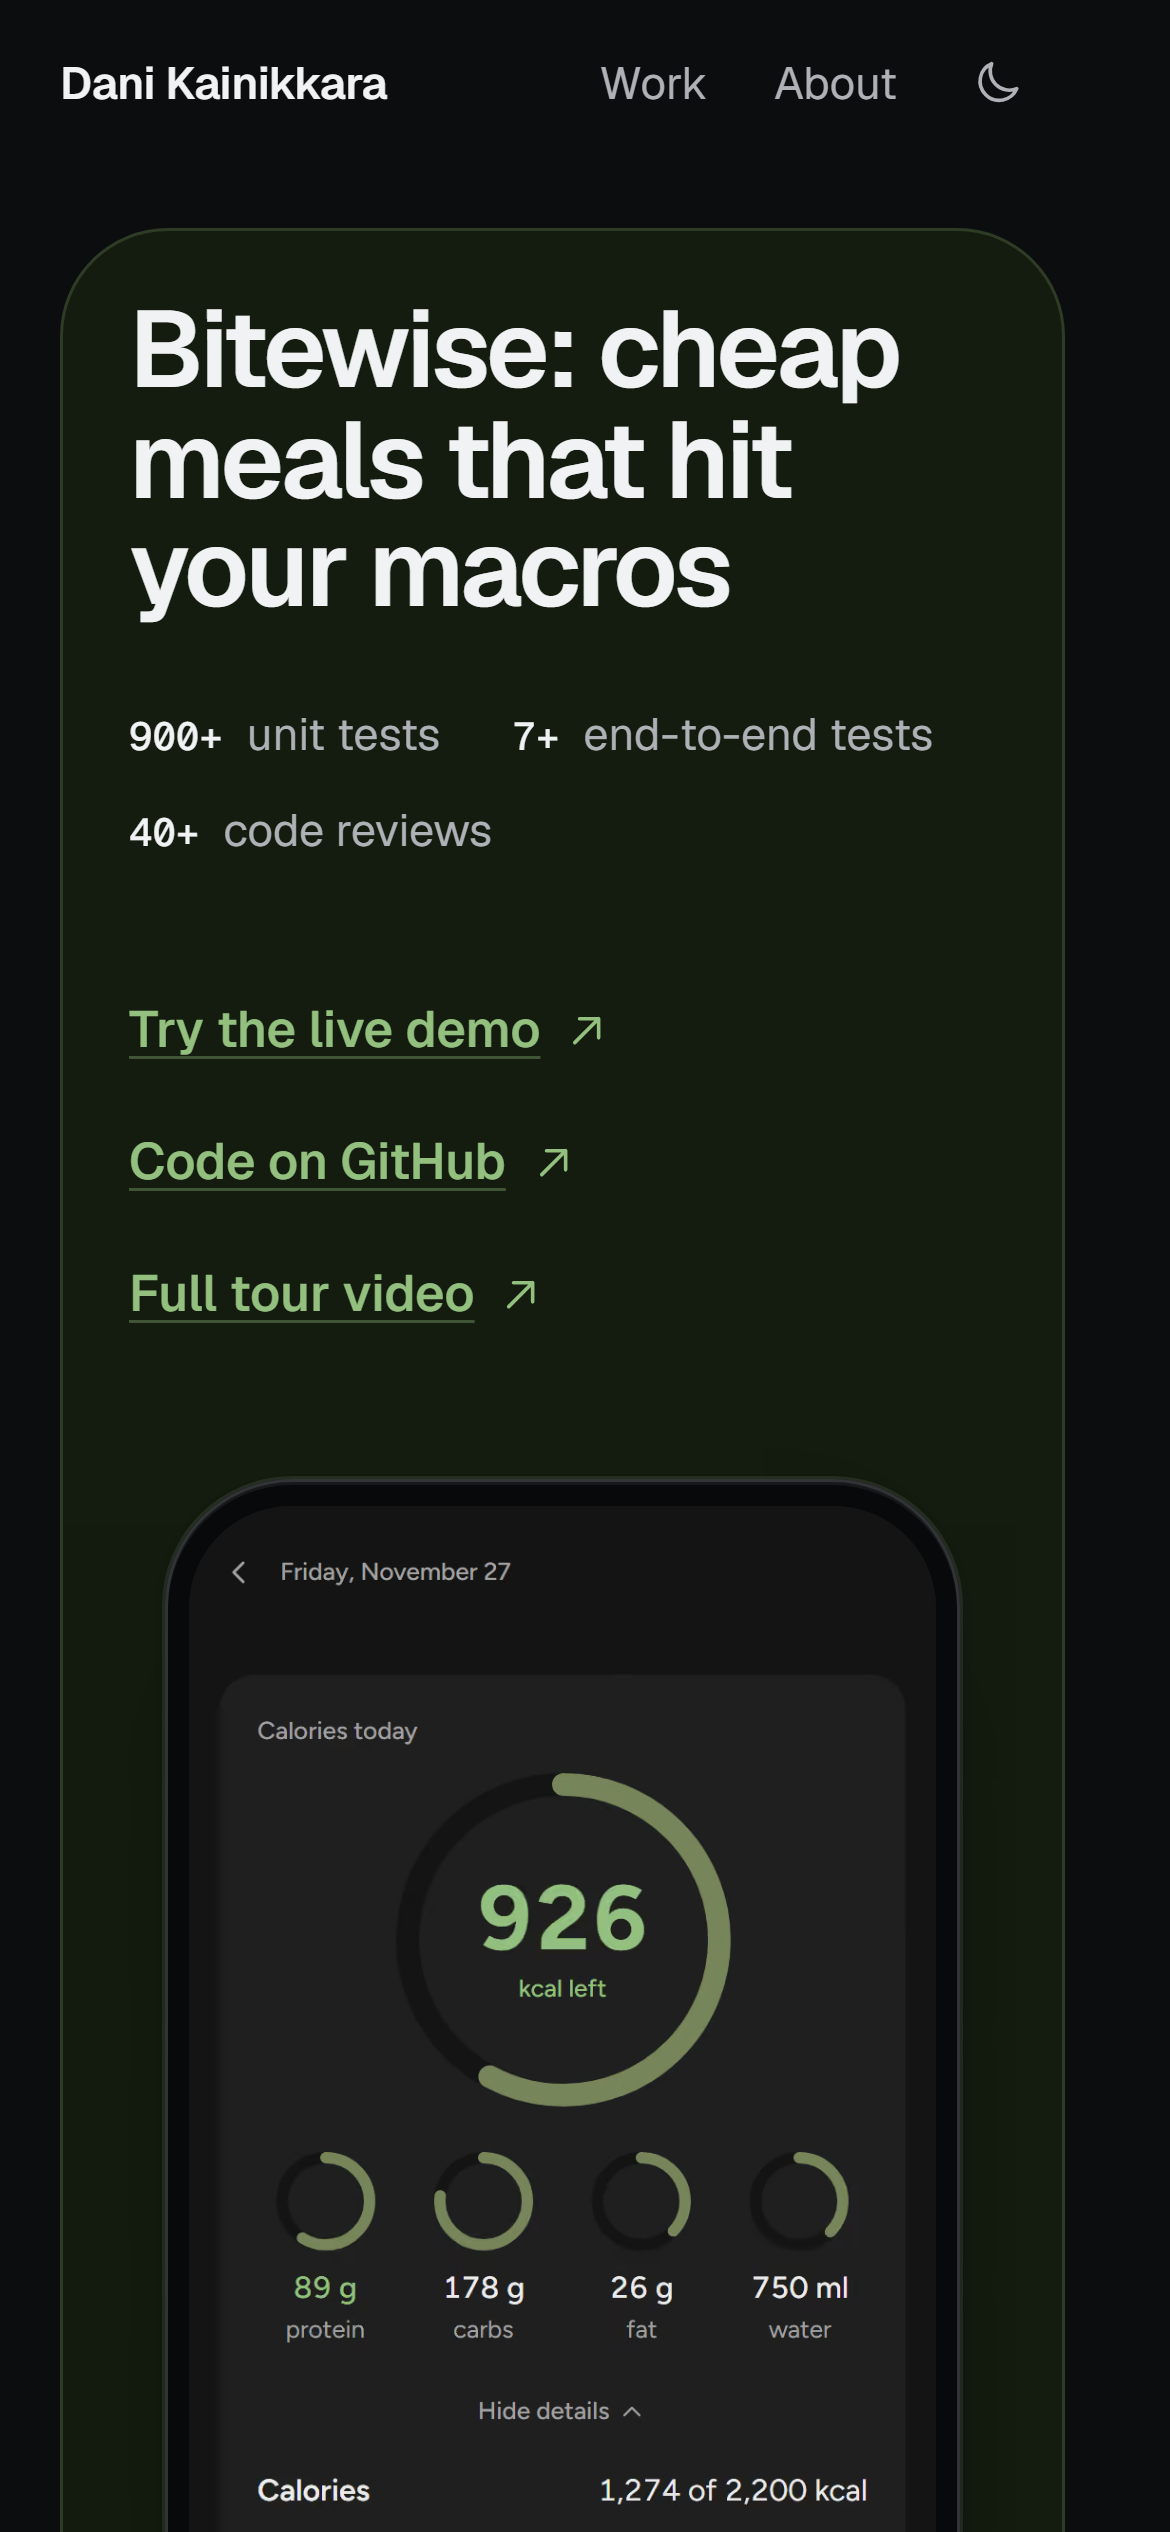 Dani Kainikkara Work About
Bitewise: cheap
meals that hit
your macros
900+ unit tests 7+ end-to-end tests
40+ code reviews
Try the live demo
Code on GitHub
Full tour video
Friday, November 27
Calories today
926
kcal left
89 g 178 g 26 g 750 ml
protein carbs fat water
Hide details
Calories 1,274 of 2,200 kcal